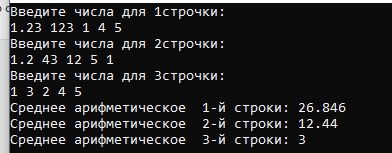 Введите числа для 1строчки:
1.23 123 1 4 5
Введите числа для 2строчки:
1.2 43 12 5 1
Введите числа для 3строчки:
1 3 2 4 5
Среднее арифметическое  1-й строки: 26.846
Среднее арифметическое  2-й строки: 12.44
Среднее арифметическое  3-й строки: 3